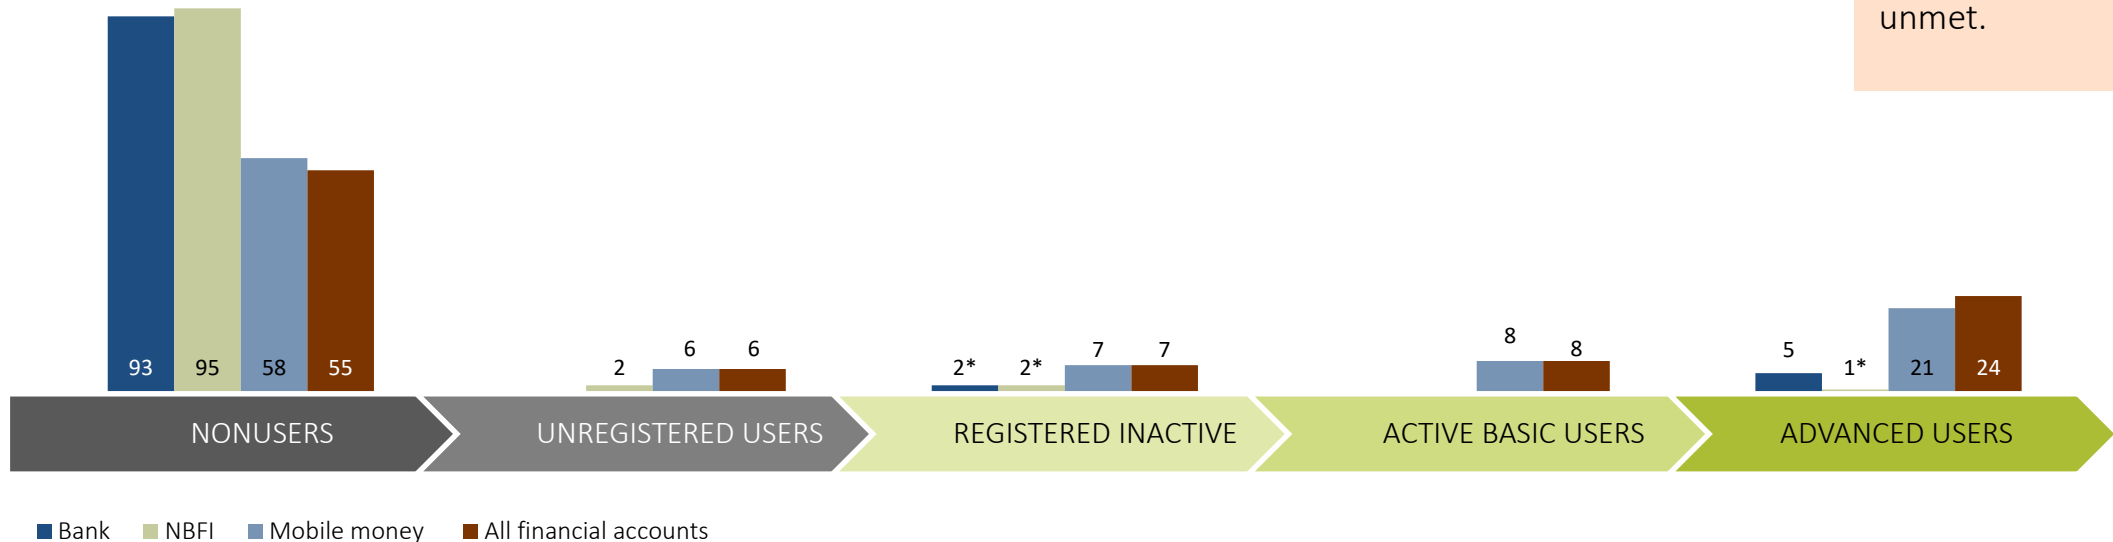 unmet.
93 95 58 55
2 6 6
2* 2* 7 7
8 8
5 1* 21 24
NONUSERS
UNREGISTERED USERS
REGISTERED INACTIVE
ACTIVE BASIC USERS
ADVANCED USERS
Bank NBFI Mobile money All financial accounts